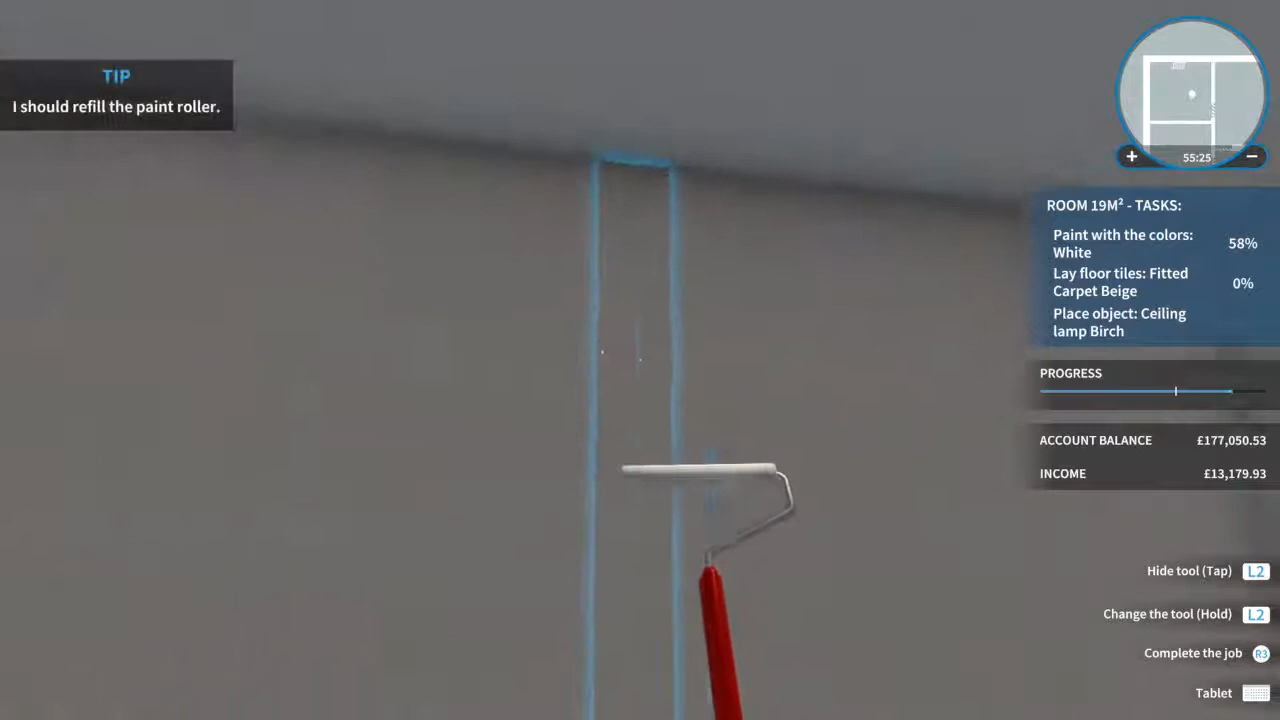 TIP
I should refill the paint roller.
+ 55:25 −
ROOM 19M² - TASKS:
Paint with the colors:
White
58%
Lay floor tiles: Fitted
Carpet Beige
0%
Place object: Ceiling
lamp Birch
PROGRESS
ACCOUNT BALANCE £177,050.53
INCOME £13,179.93
Hide tool (Tap) L2
Change the tool (Hold) L2
Complete the job R3
Tablet